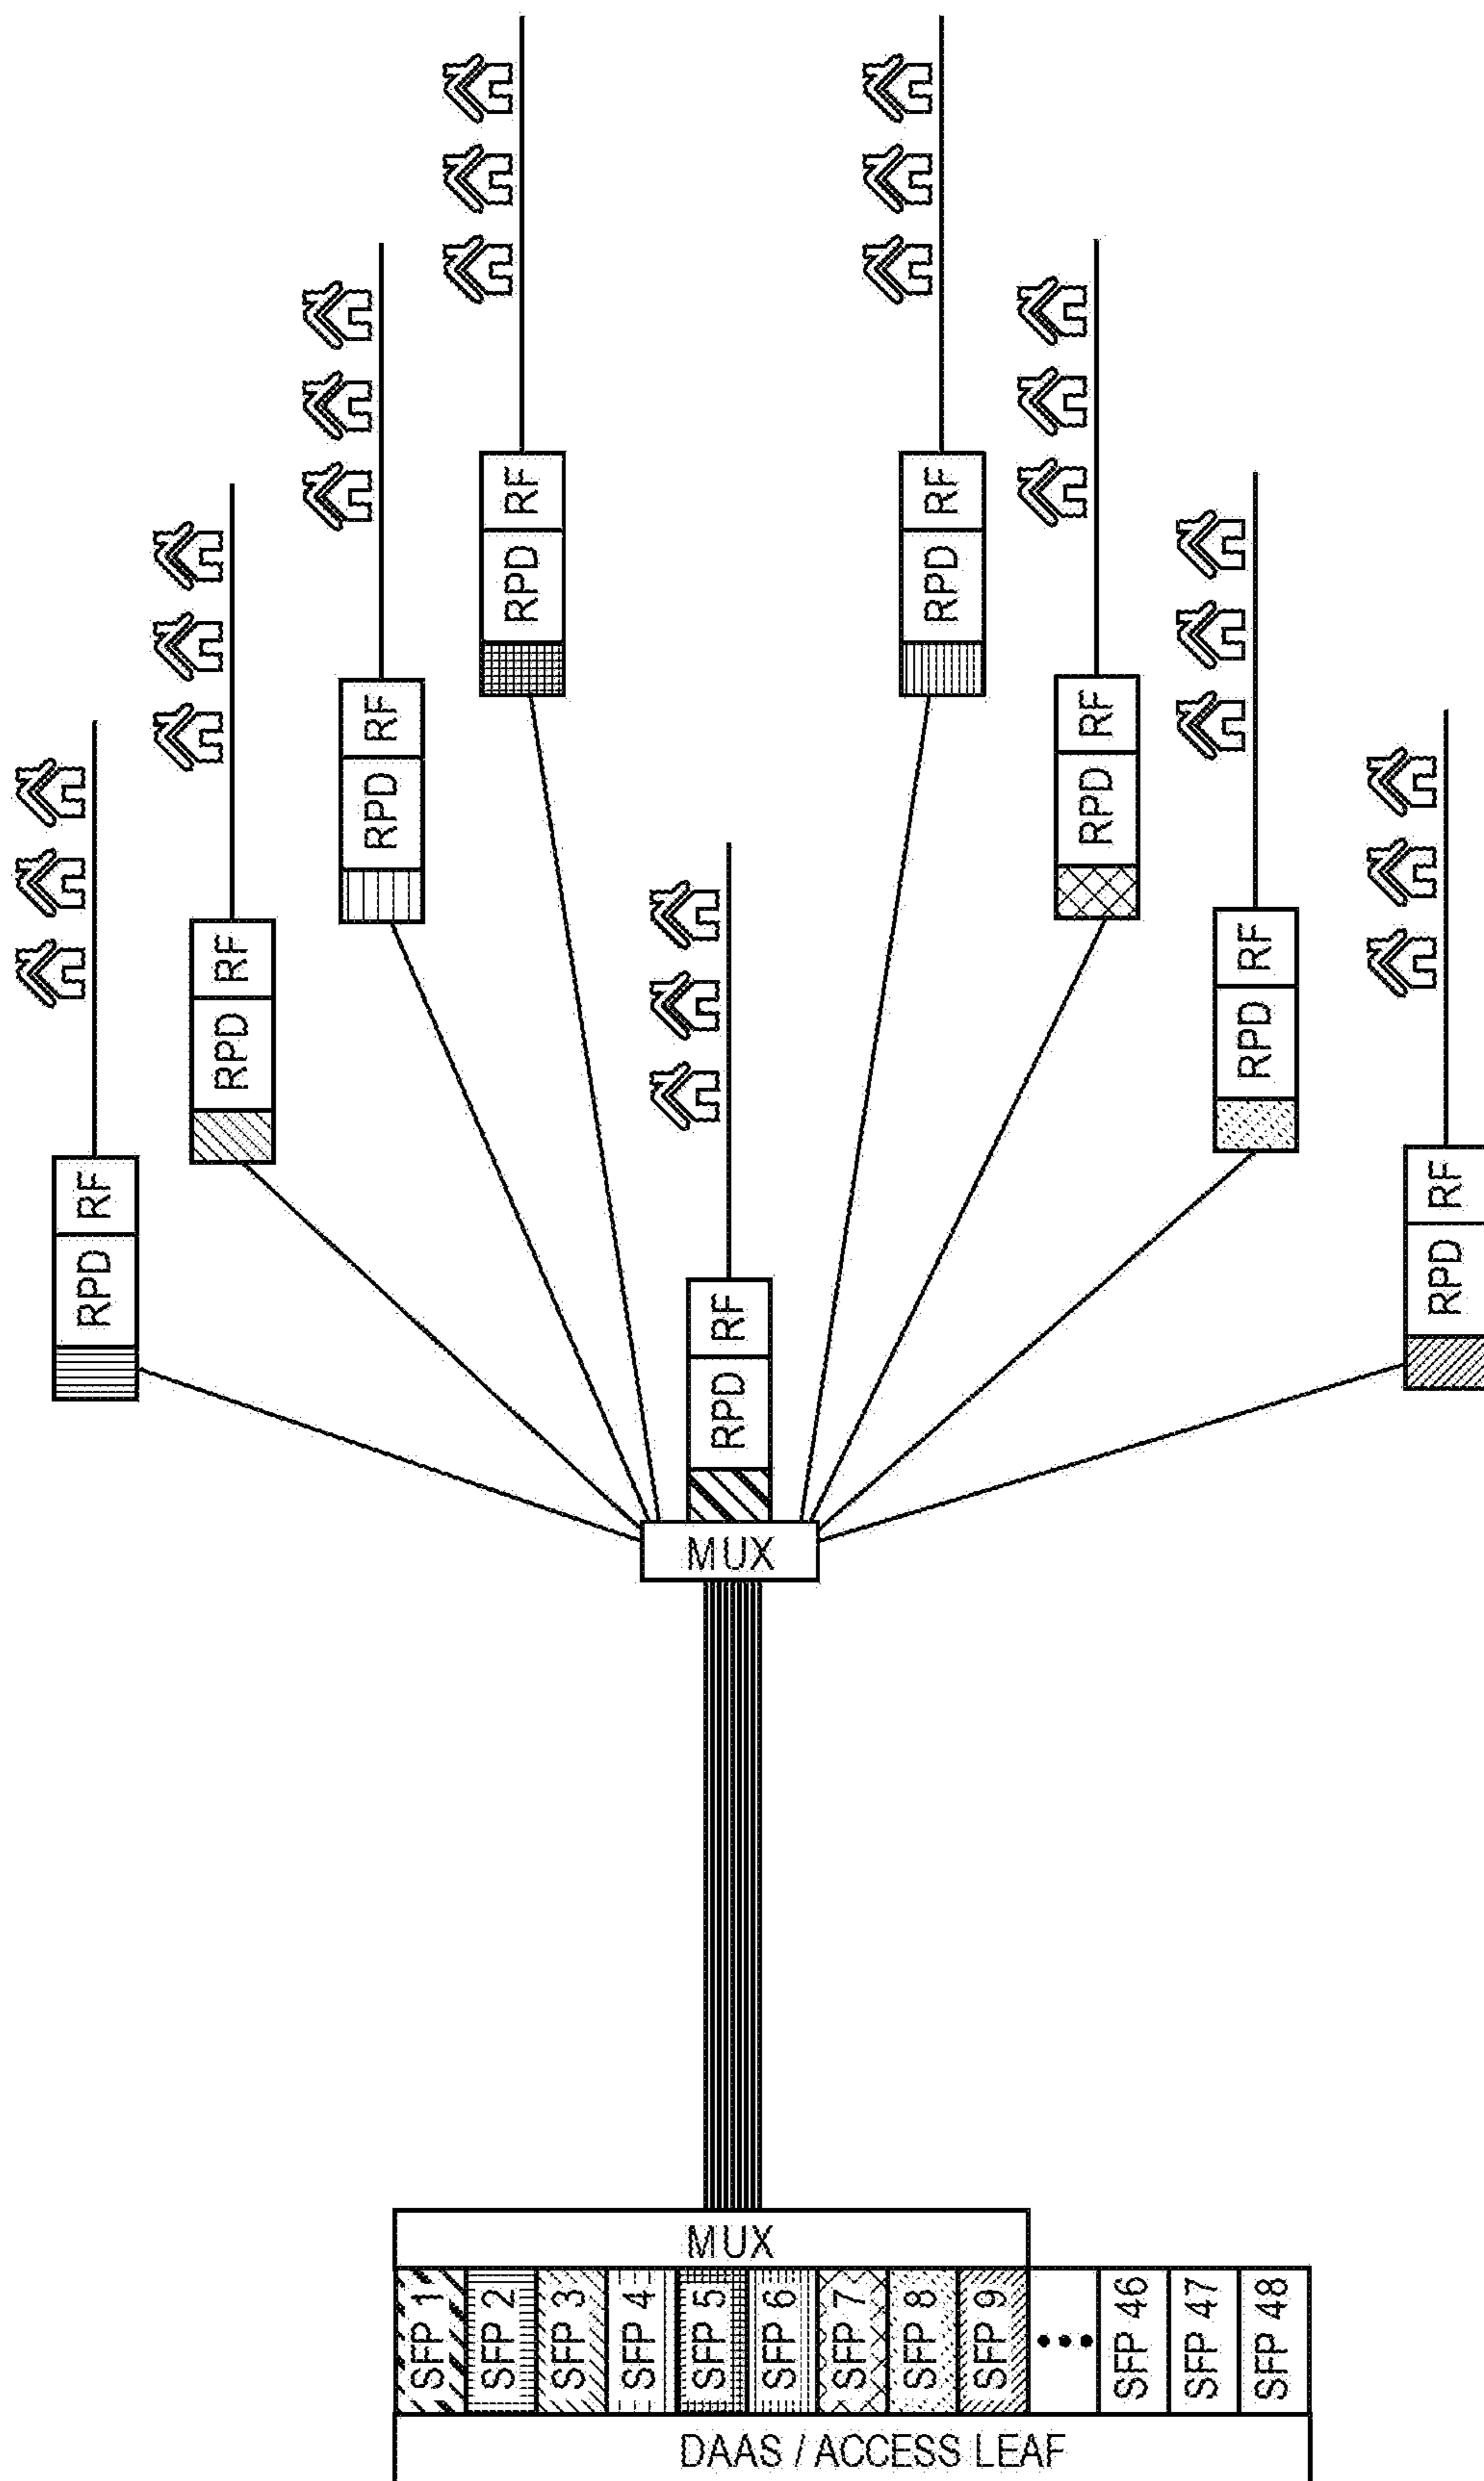 RF
RPD
RF
RPD
RF
RPD
RF
RPD
RF
RPD
RF
RPD
RF
RPD
RF
RPD
RF
RPD
MUX
MUX
SFP 1
SFP 2
SFP 3
SFP 4
SFP 5
SFP 6
SFP 7
SFP 8
SFP 9
•••
SFP 46
SFP 47
SFP 48
DAAS / ACCESS LEAF